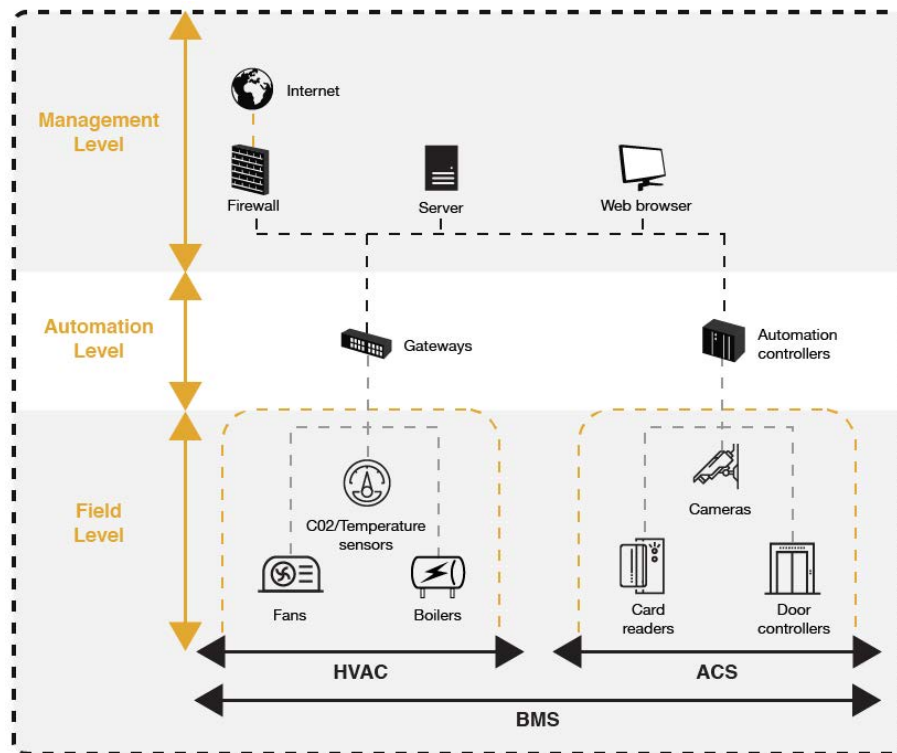 Management
Level
Internet
Firewall
Server
Web browser
Automation
Level
Gateways
Automation
controllers
Field
Level
C02/Temperature
sensors
Fans
Boilers
Cameras
Card
readers
Door
controllers
HVAC
ACS
BMS